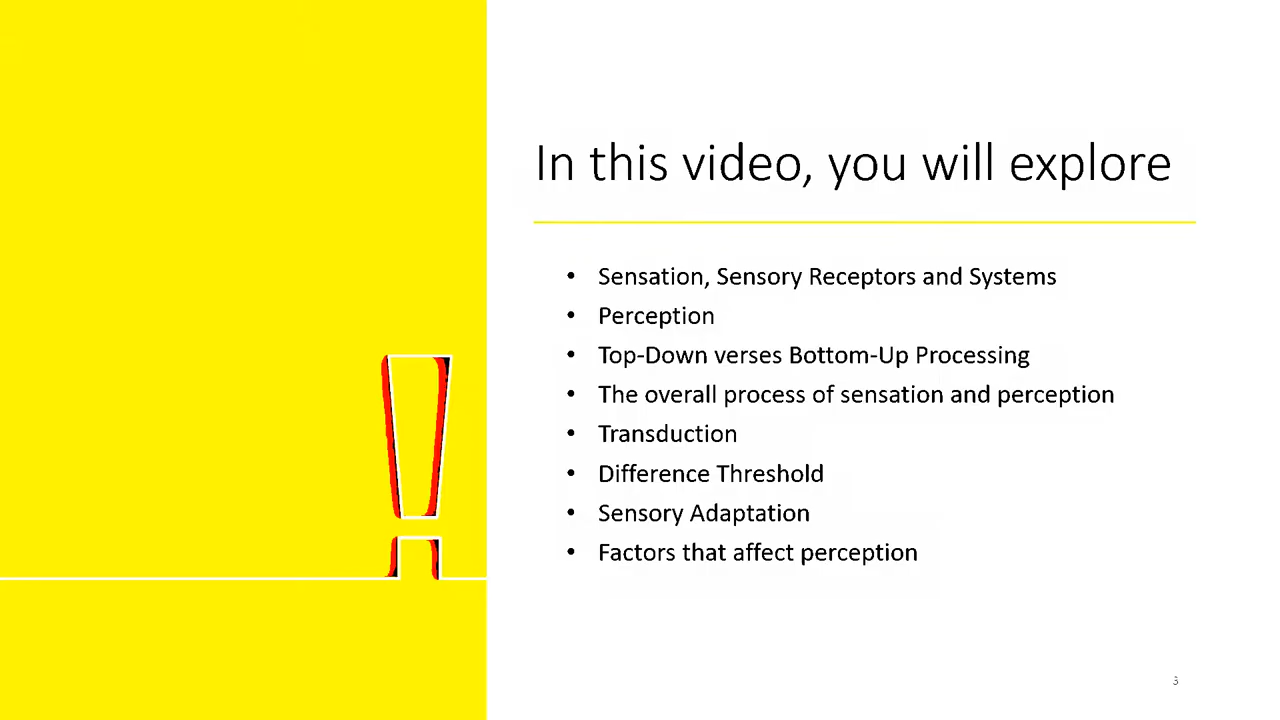 In this video, you will explore
• Sensation, Sensory Receptors and Systems
• Perception
• Top-Down verses Bottom-Up Processing
• The overall process of sensation and perception
• Transduction
• Difference Threshold
• Sensory Adaptation
• Factors that affect perception
3